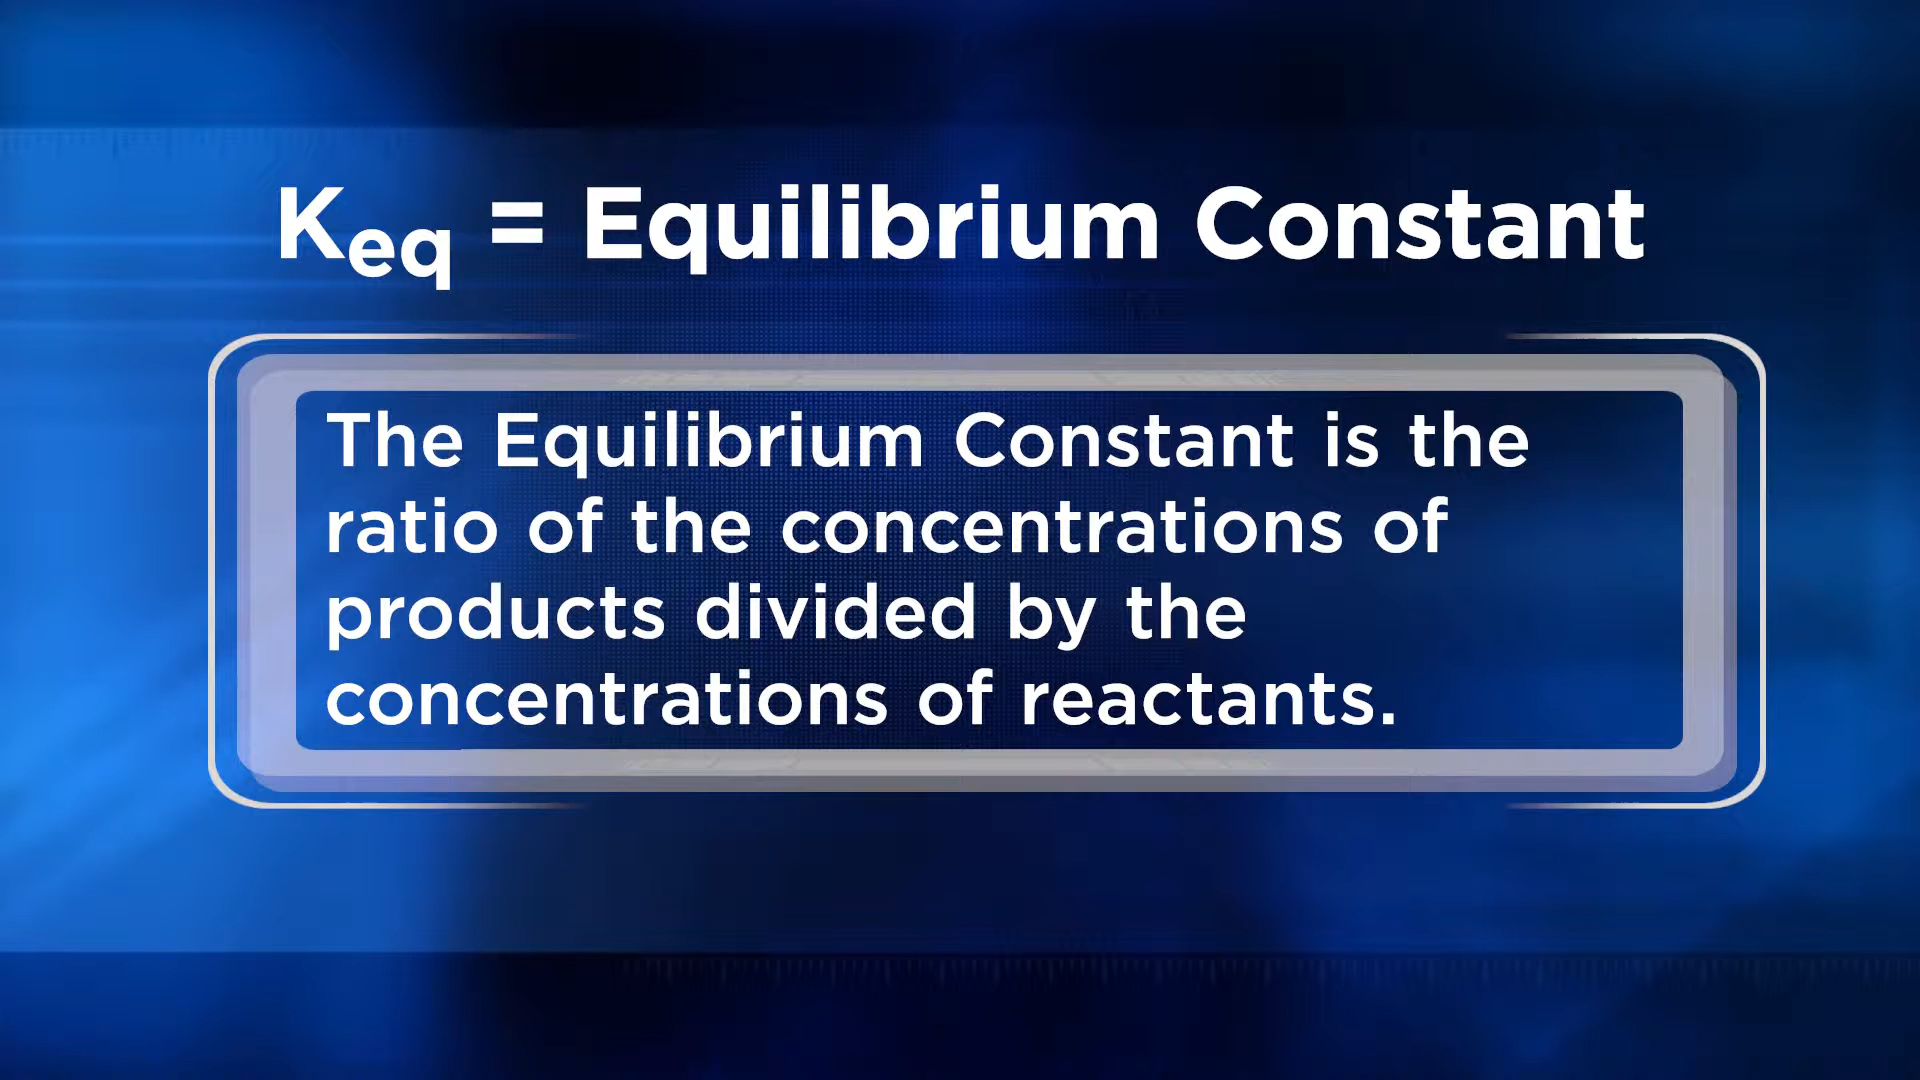 Keq = Equilibrium Constant
The Equilibrium Constant is the
ratio of the concentrations of
products divided by the
concentrations of reactants.